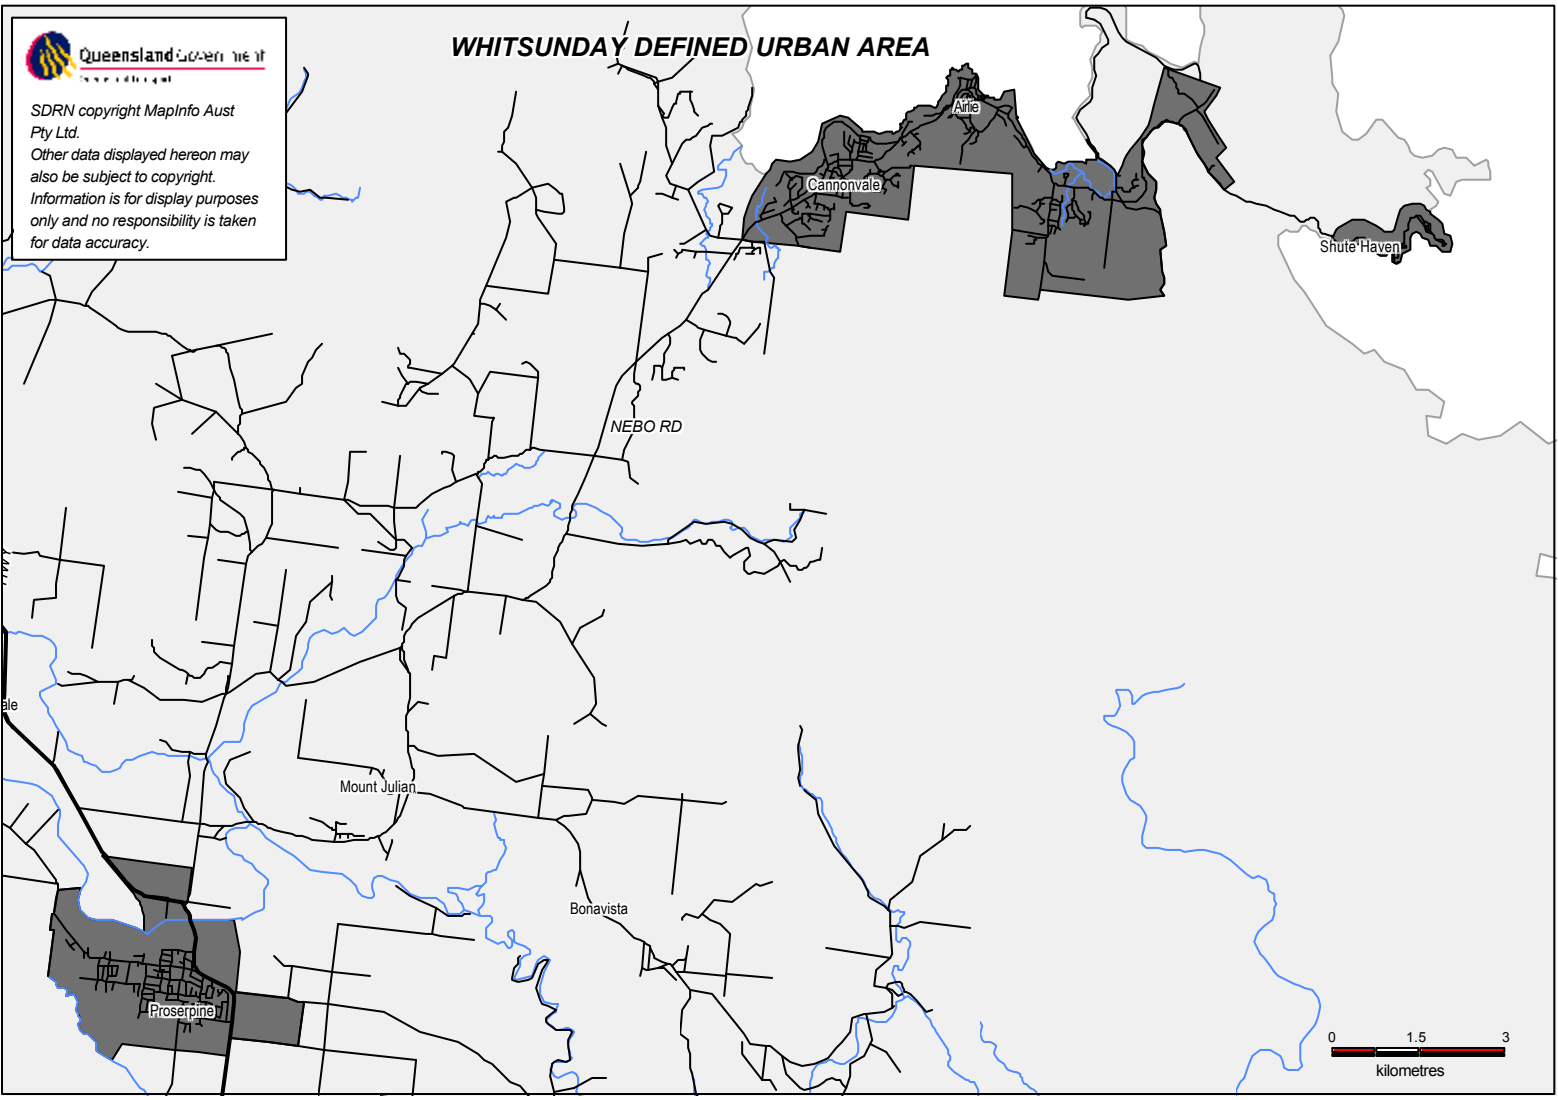 WHITSUNDAY DEFINED URBAN AREA
Queensland Government
SDRN copyright MapInfo Aust
Pty Ltd.
Other data displayed hereon may
also be subject to copyright.
Information is for display purposes
only and no responsibility is taken
for data accuracy.
Airlie
Cannonvale
Shute Haven
NEBO RD
ale
Mount Julian
Bonavista
Proserpine
0 1.5 3
kilometres